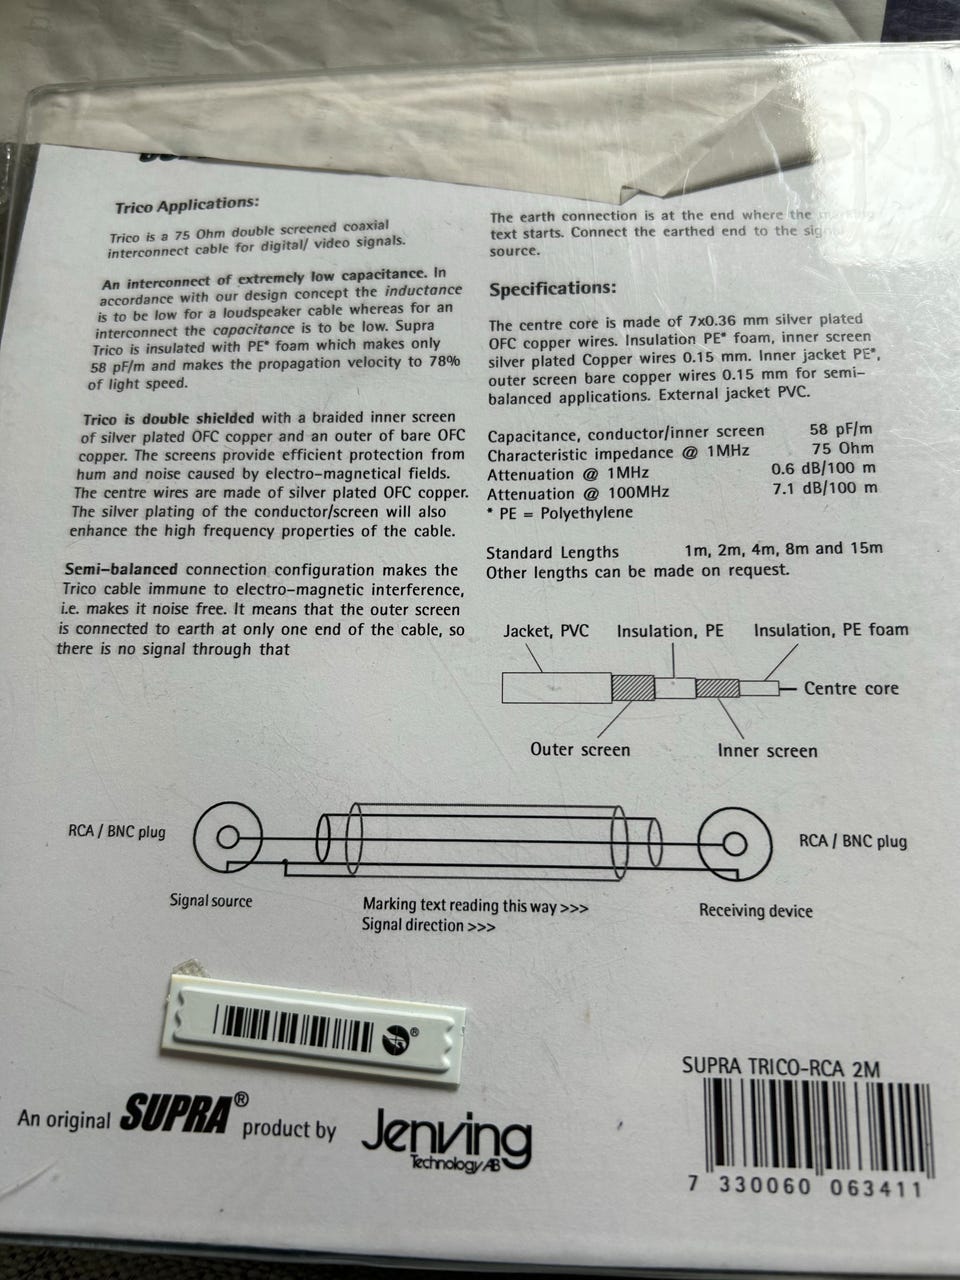 Trico Applications:
Trico is a 75 Ohm double screened coaxial
interconnect cable for digital/ video signals.
An interconnect of extremely low capacitance. In
accordance with our design concept the inductance
is to be low for a loudspeaker cable whereas for an
interconnect the capacitance is to be low. Supra
Trico is insulated with PE* foam which makes only
58 pF/m and makes the propagation velocity to 78%
of light speed.
Trico is double shielded with a braided inner screen
of silver plated OFC copper and an outer of bare OFC
copper. The screens provide efficient protection from
hum and noise caused by electro-magnetical fields.
The centre wires are made of silver plated OFC copper.
The silver plating of the conductor/screen will also
enhance the high frequency properties of the cable.
Semi-balanced connection configuration makes the
Trico cable immune to electro-magnetic interference,
i.e. makes it noise free. It means that the outer screen
is connected to earth at only one end of the cable, so
there is no signal through that
The earth connection is at the end where the marking
text starts. Connect the earthed end to the signal
source.
Specifications:
The centre core is made of 7x0.36 mm silver plated
OFC copper wires. Insulation PE* foam, inner screen
silver plated Copper wires 0.15 mm. Inner jacket PE*,
outer screen bare copper wires 0.15 mm for semi-
balanced applications. External jacket PVC.
Capacitance, conductor/inner screen 58 pF/m
Characteristic impedance @ 1MHz 75 Ohm
Attenuation @ 1MHz 0.6 dB/100 m
Attenuation @ 100MHz 7.1 dB/100 m
* PE = Polyethylene
Standard Lengths 1m, 2m, 4m, 8m and 15m
Other lengths can be made on request.
Jacket, PVC Insulation, PE Insulation, PE foam
Centre core
Outer screen Inner screen
RCA / BNC plug RCA / BNC plug
Signal source Marking text reading this way >>> Receiving device
Signal direction >>>
SUPRA TRICO-RCA 2M
An original SUPRA® product by Jenving
Technology AB
7 330060 063411